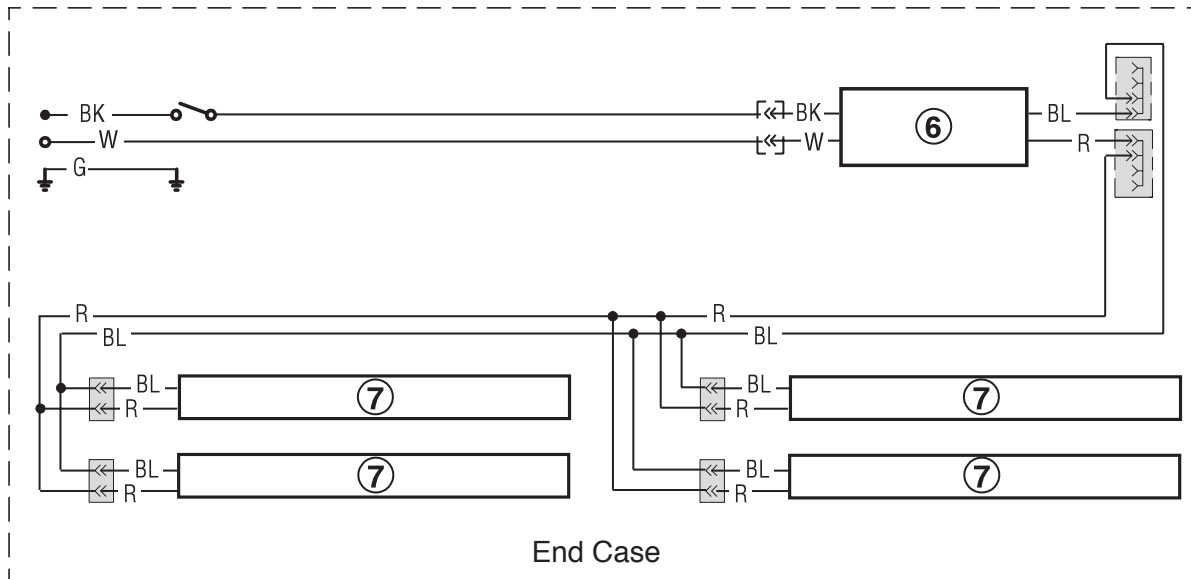 BK BK 6 BL
W W R
G
R R
BL BL
BL 7 BL 7
R R
BL 7 BL 7
R R
End Case